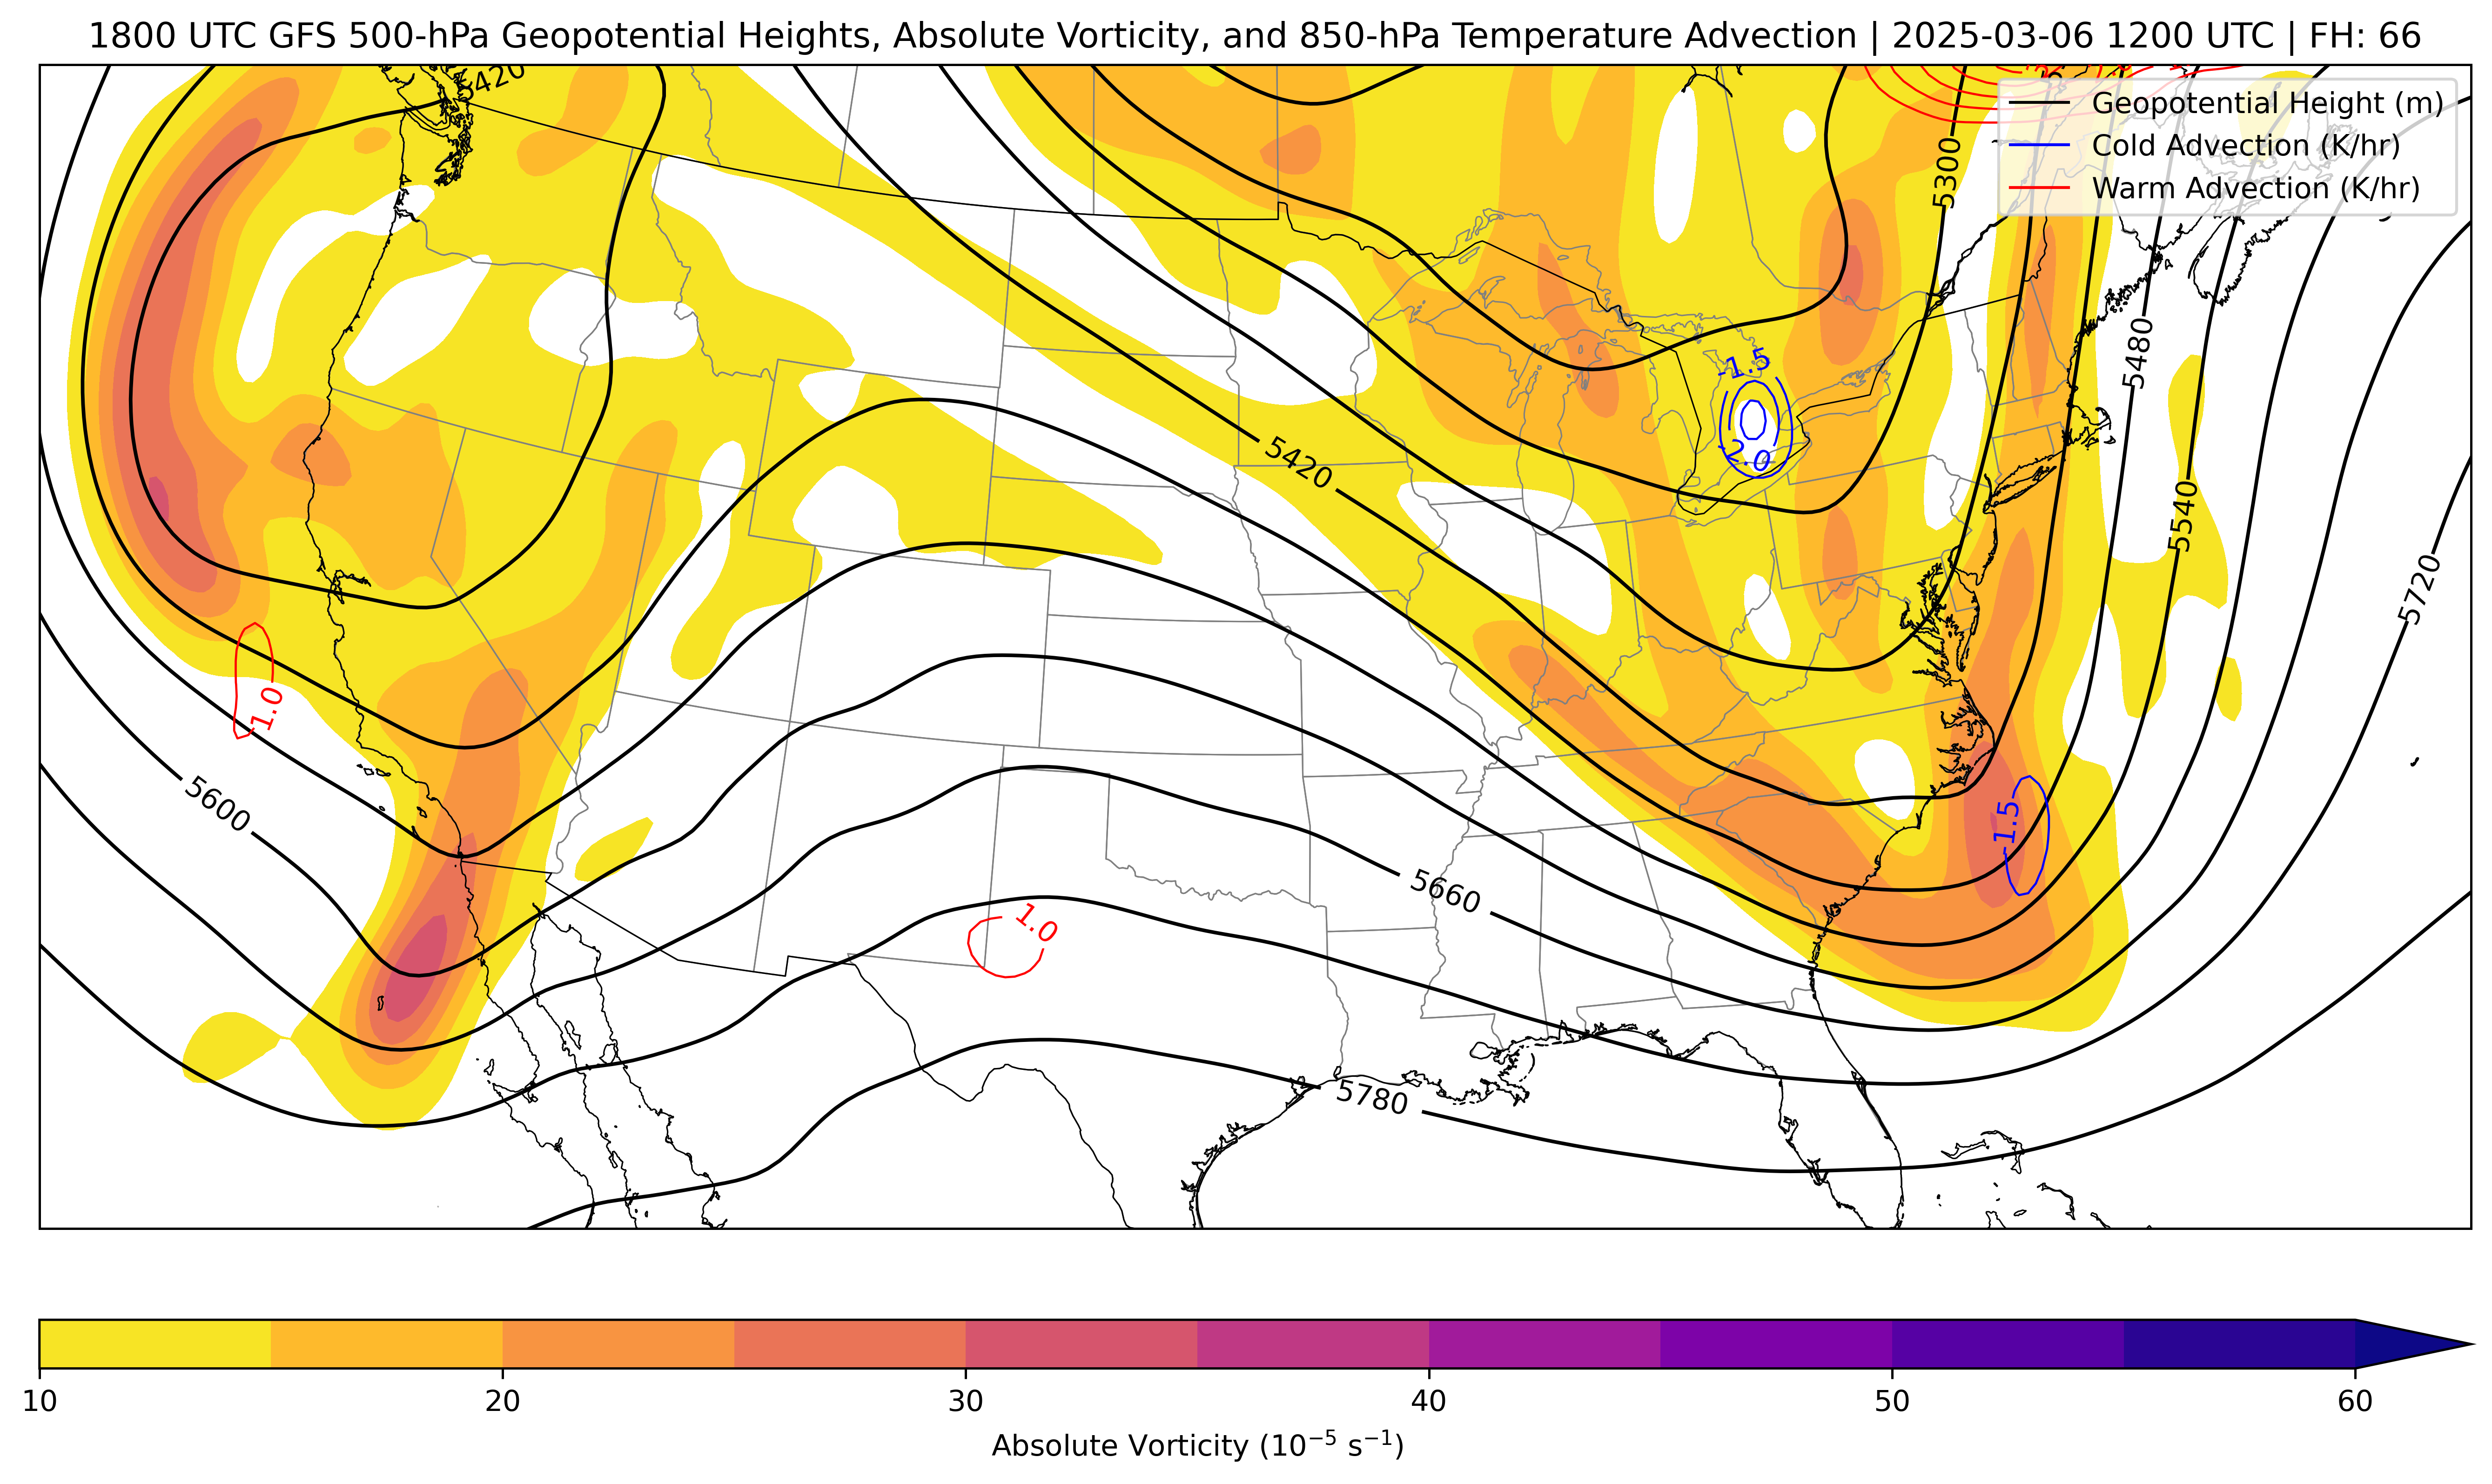 1800 UTC GFS 500-hPa Geopotential Heights, Absolute Vorticity, and 850-hPa Temperature Advection | 2025-03-06 1200 UTC | FH: 66
5420
Geopotential Height (m)
Cold Advection (K/hr)
Warm Advection (K/hr)
5300
5480
-1.5
-2.0
5420
5540
5720
1.0
5600
-1.5
5660
1.0
5780
10 20 30 40 50 60
Absolute Vorticity (10⁻⁵ s⁻¹)